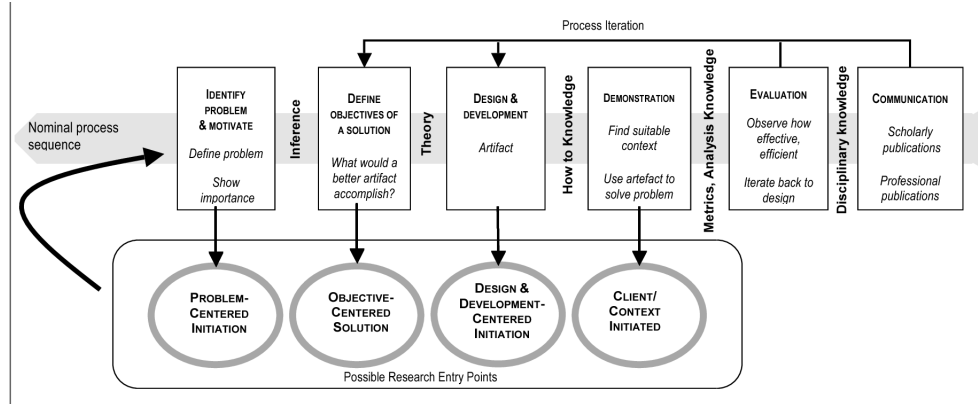 Process Iteration
Nominal process
sequence
IDENTIFY
PROBLEM
& MOTIVATE
Define problem
Show
importance
Inference
DEFINE
OBJECTIVES OF
A SOLUTION
What would a
better artifact
accomplish?
Theory
DESIGN &
DEVELOPMENT
Artifact
How to Knowledge
DEMONSTRATION
Find suitable
context
Use artefact to
solve problem
Metrics, Analysis Knowledge
EVALUATION
Observe how
effective,
efficient
Iterate back to
design
Disciplinary knowledge
COMMUNICATION
Scholarly
publications
Professional
publications
PROBLEM-
CENTERED
INITIATION
OBJECTIVE-
CENTERED
SOLUTION
DESIGN &
DEVELOPMENT-
CENTERED
INITIATION
CLIENT/
CONTEXT
INITIATED
Possible Research Entry Points